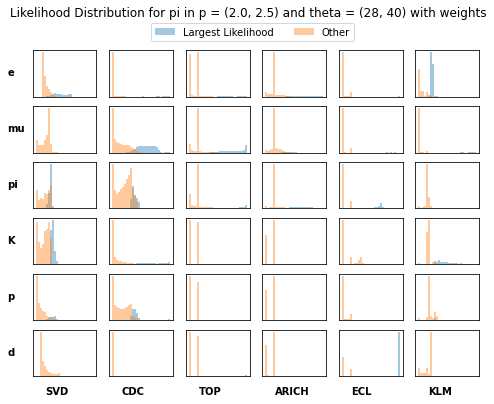 Likelihood Distribution for pi in p = (2.0, 2.5) and theta = (28, 40) with weights
Largest Likelihood Other
e
mu
pi
K
p
d
SVD CDC TOP ARICH ECL KLM